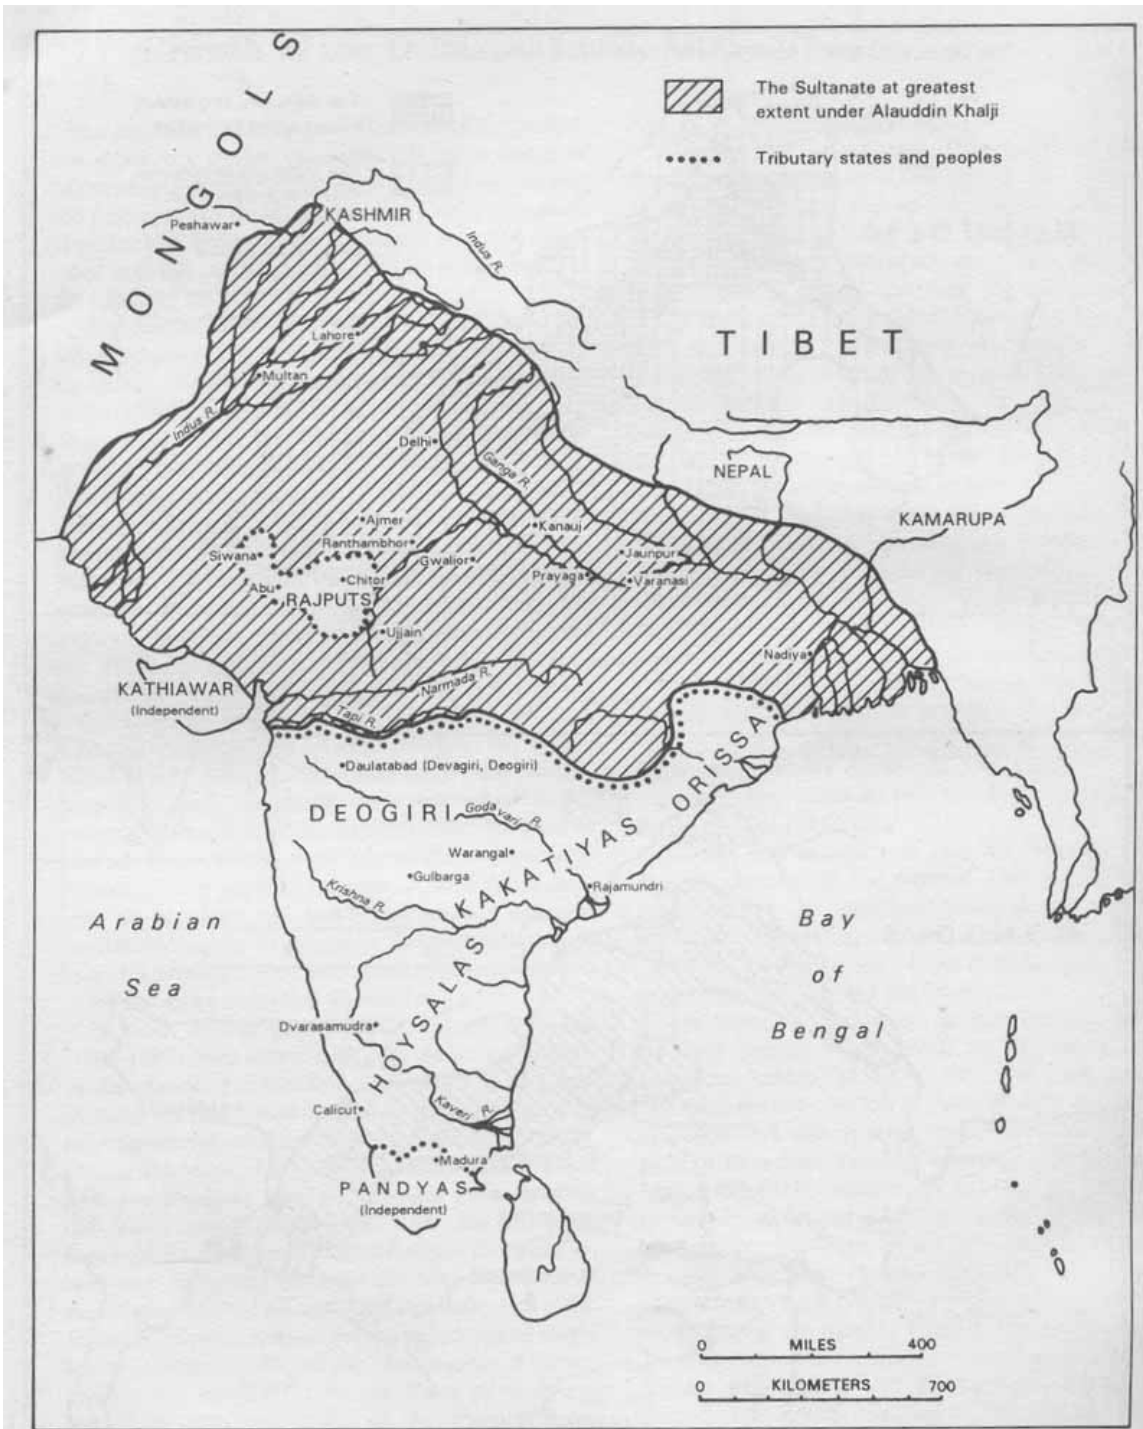 The Sultanate at greatest
extent under Alauddin Khalji
Tributary states and peoples
MONGOLS
Peshawar
KASHMIR
Indus R.
Lahore
TIBET
Multan
Indus R.
Delhi
Ganga R.
NEPAL
KAMARUPA
Ajmer
Kanauj
Ranthambhor
Siwana
Gwalior
Jaunpur
Chitor
Prayaga
Varanasi
Abu
RAJPUTS
Ujjain
Nadiya
KATHIAWAR
(Independent)
Narmada R.
Tapi R.
Daulatabad (Devagiri, Deogiri)
ORISSA
DEOGIRI
Godavari R.
Warangal
KAKATIYAS
Gulbarga
Rajamundri
Krishna R.
Arabian
Sea
Bay
of
Bengal
HOYSALAS
Dvarasamudra
Calicut
Kaveri R.
Madura
PANDYAS
(Independent)
0 MILES 400
0 KILOMETERS 700